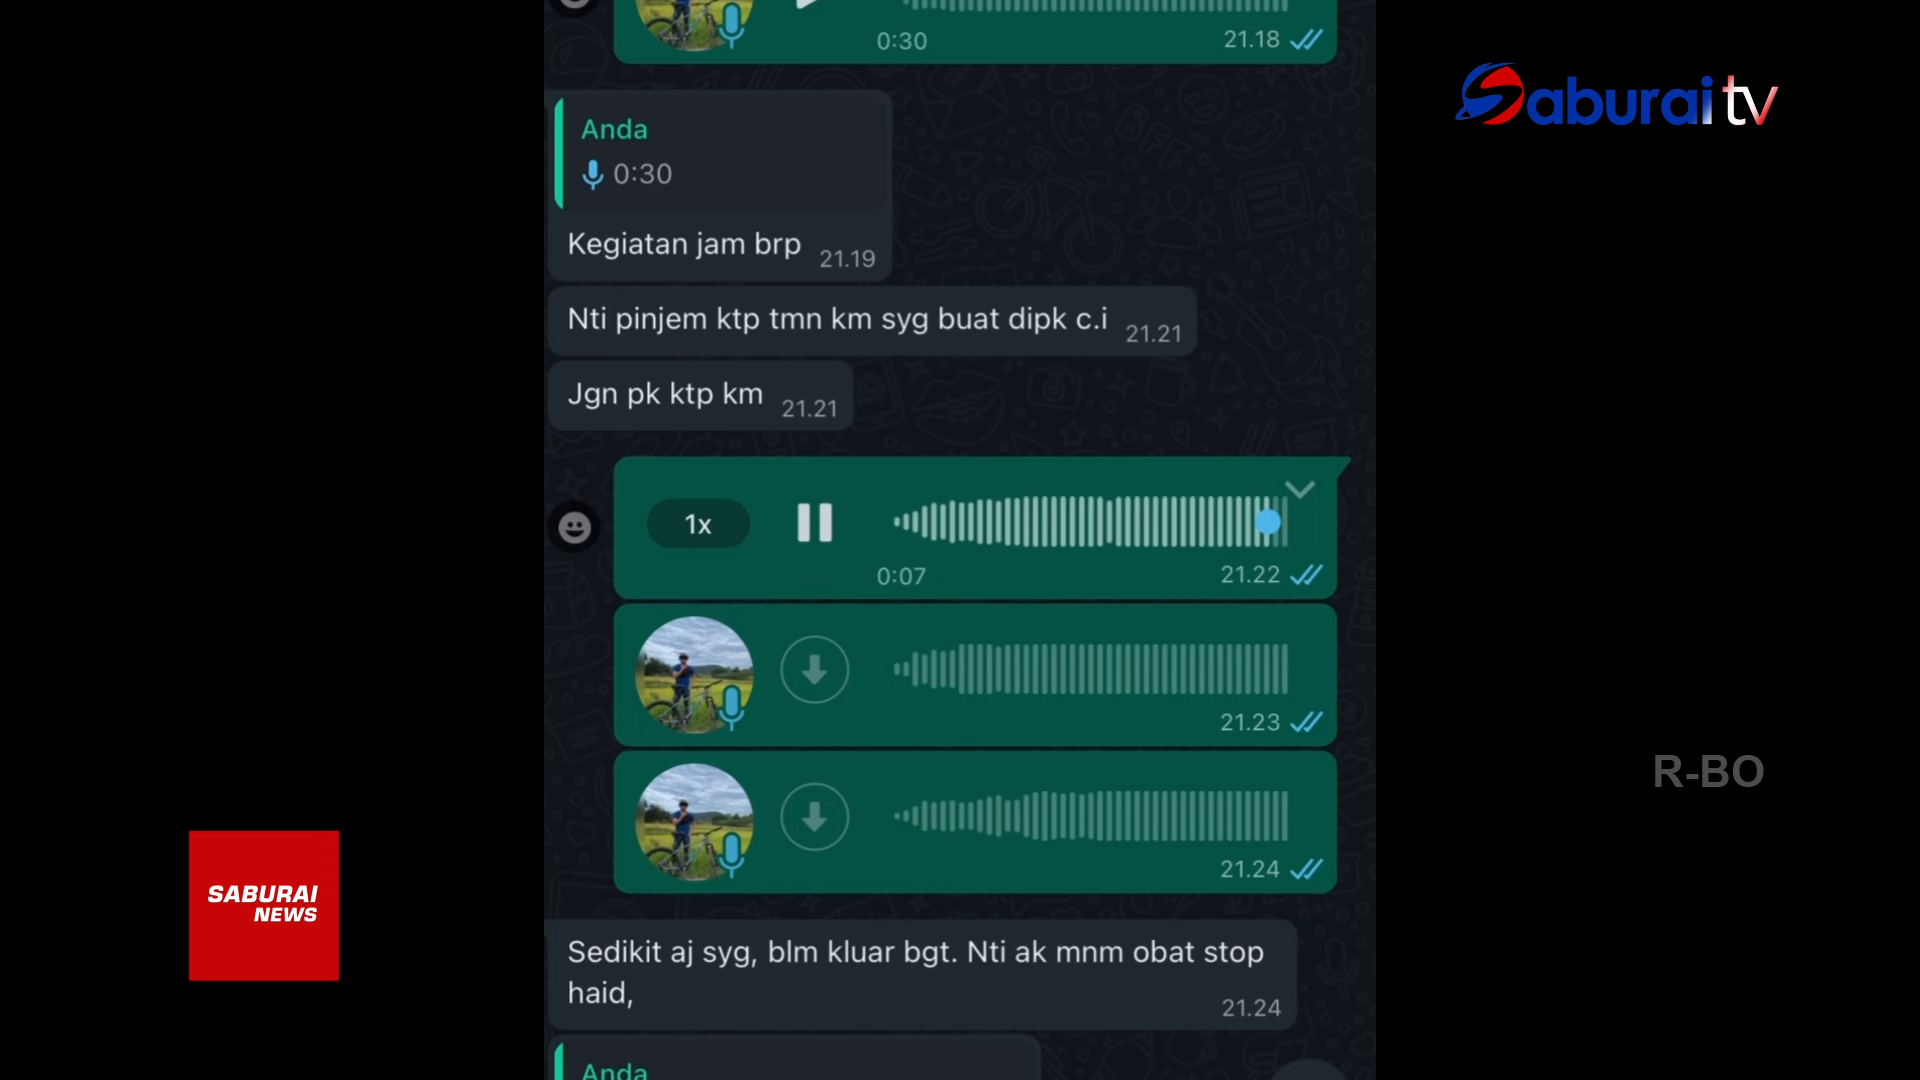 0:30
21.18
Saburai tv
Anda
0:30
Kegiatan jam brp
21.19
Nti pinjem ktp tmn km syg buat dipk c.i
21.21
Jgn pk ktp km
21.21
1x
0:07
21.22
21.23
R-BO
21.24
SABURAI
NEWS
Sedikit aj syg, blm kluar bgt. Nti ak mnm obat stop
haid,
21.24
Anda